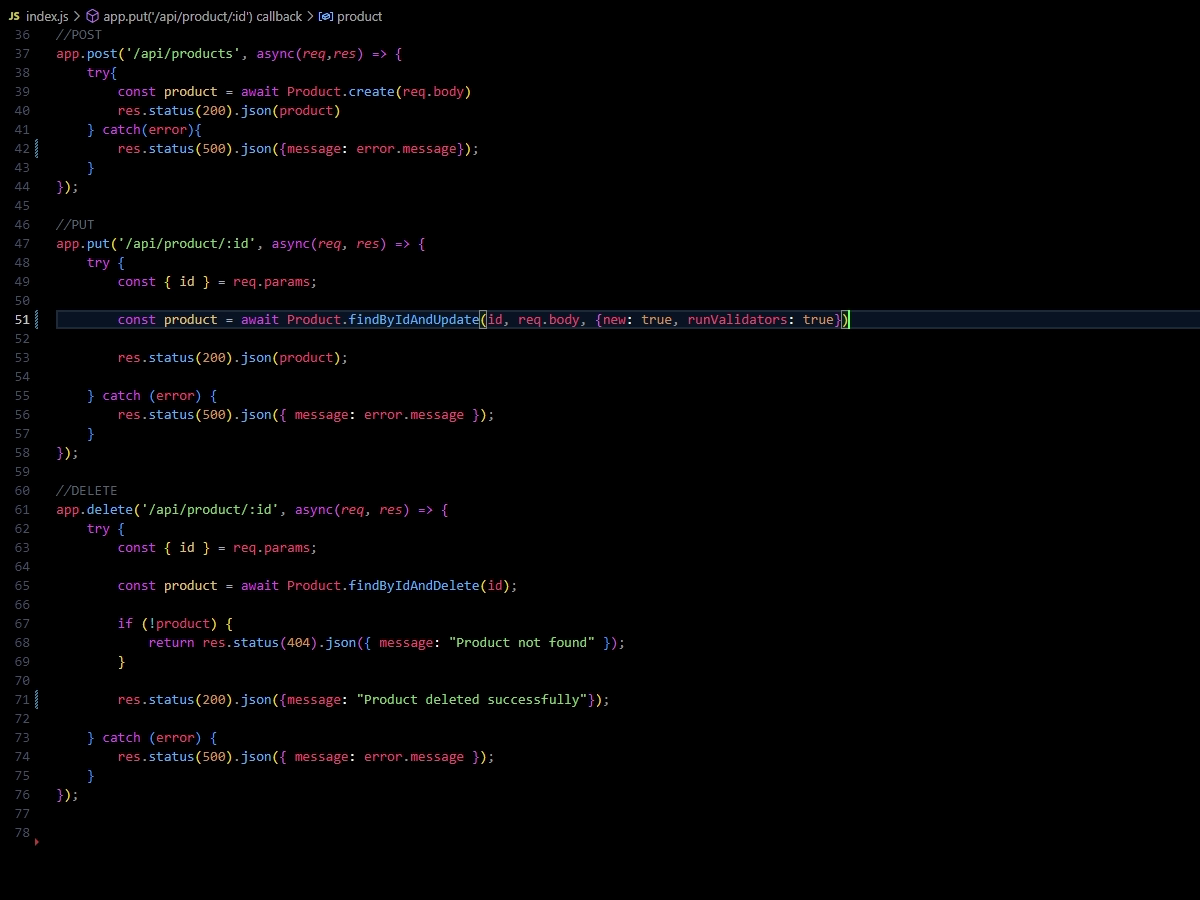 JS index.js > app.put('/api/product/:id') callback > product
36 //POST
37 app.post('/api/products', async(req,res) => {
38     try{
39         const product = await Product.create(req.body)
40         res.status(200).json(product)
41     } catch(error){
42         res.status(500).json({message: error.message});
43     }
44 });
45
46 //PUT
47 app.put('/api/product/:id', async(req, res) => {
48     try {
49         const { id } = req.params;
50
51         const product = await Product.findByIdAndUpdate(id, req.body, {new: true, runValidators: true})
52
53         res.status(200).json(product);
54
55     } catch (error) {
56         res.status(500).json({ message: error.message });
57     }
58 });
59
60 //DELETE
61 app.delete('/api/product/:id', async(req, res) => {
62     try {
63         const { id } = req.params;
64
65         const product = await Product.findByIdAndDelete(id);
66
67         if (!product) {
68             return res.status(404).json({ message: "Product not found" });
69         }
70
71         res.status(200).json({message: "Product deleted successfully"});
72
73     } catch (error) {
74         res.status(500).json({ message: error.message });
75     }
76 });
77
78